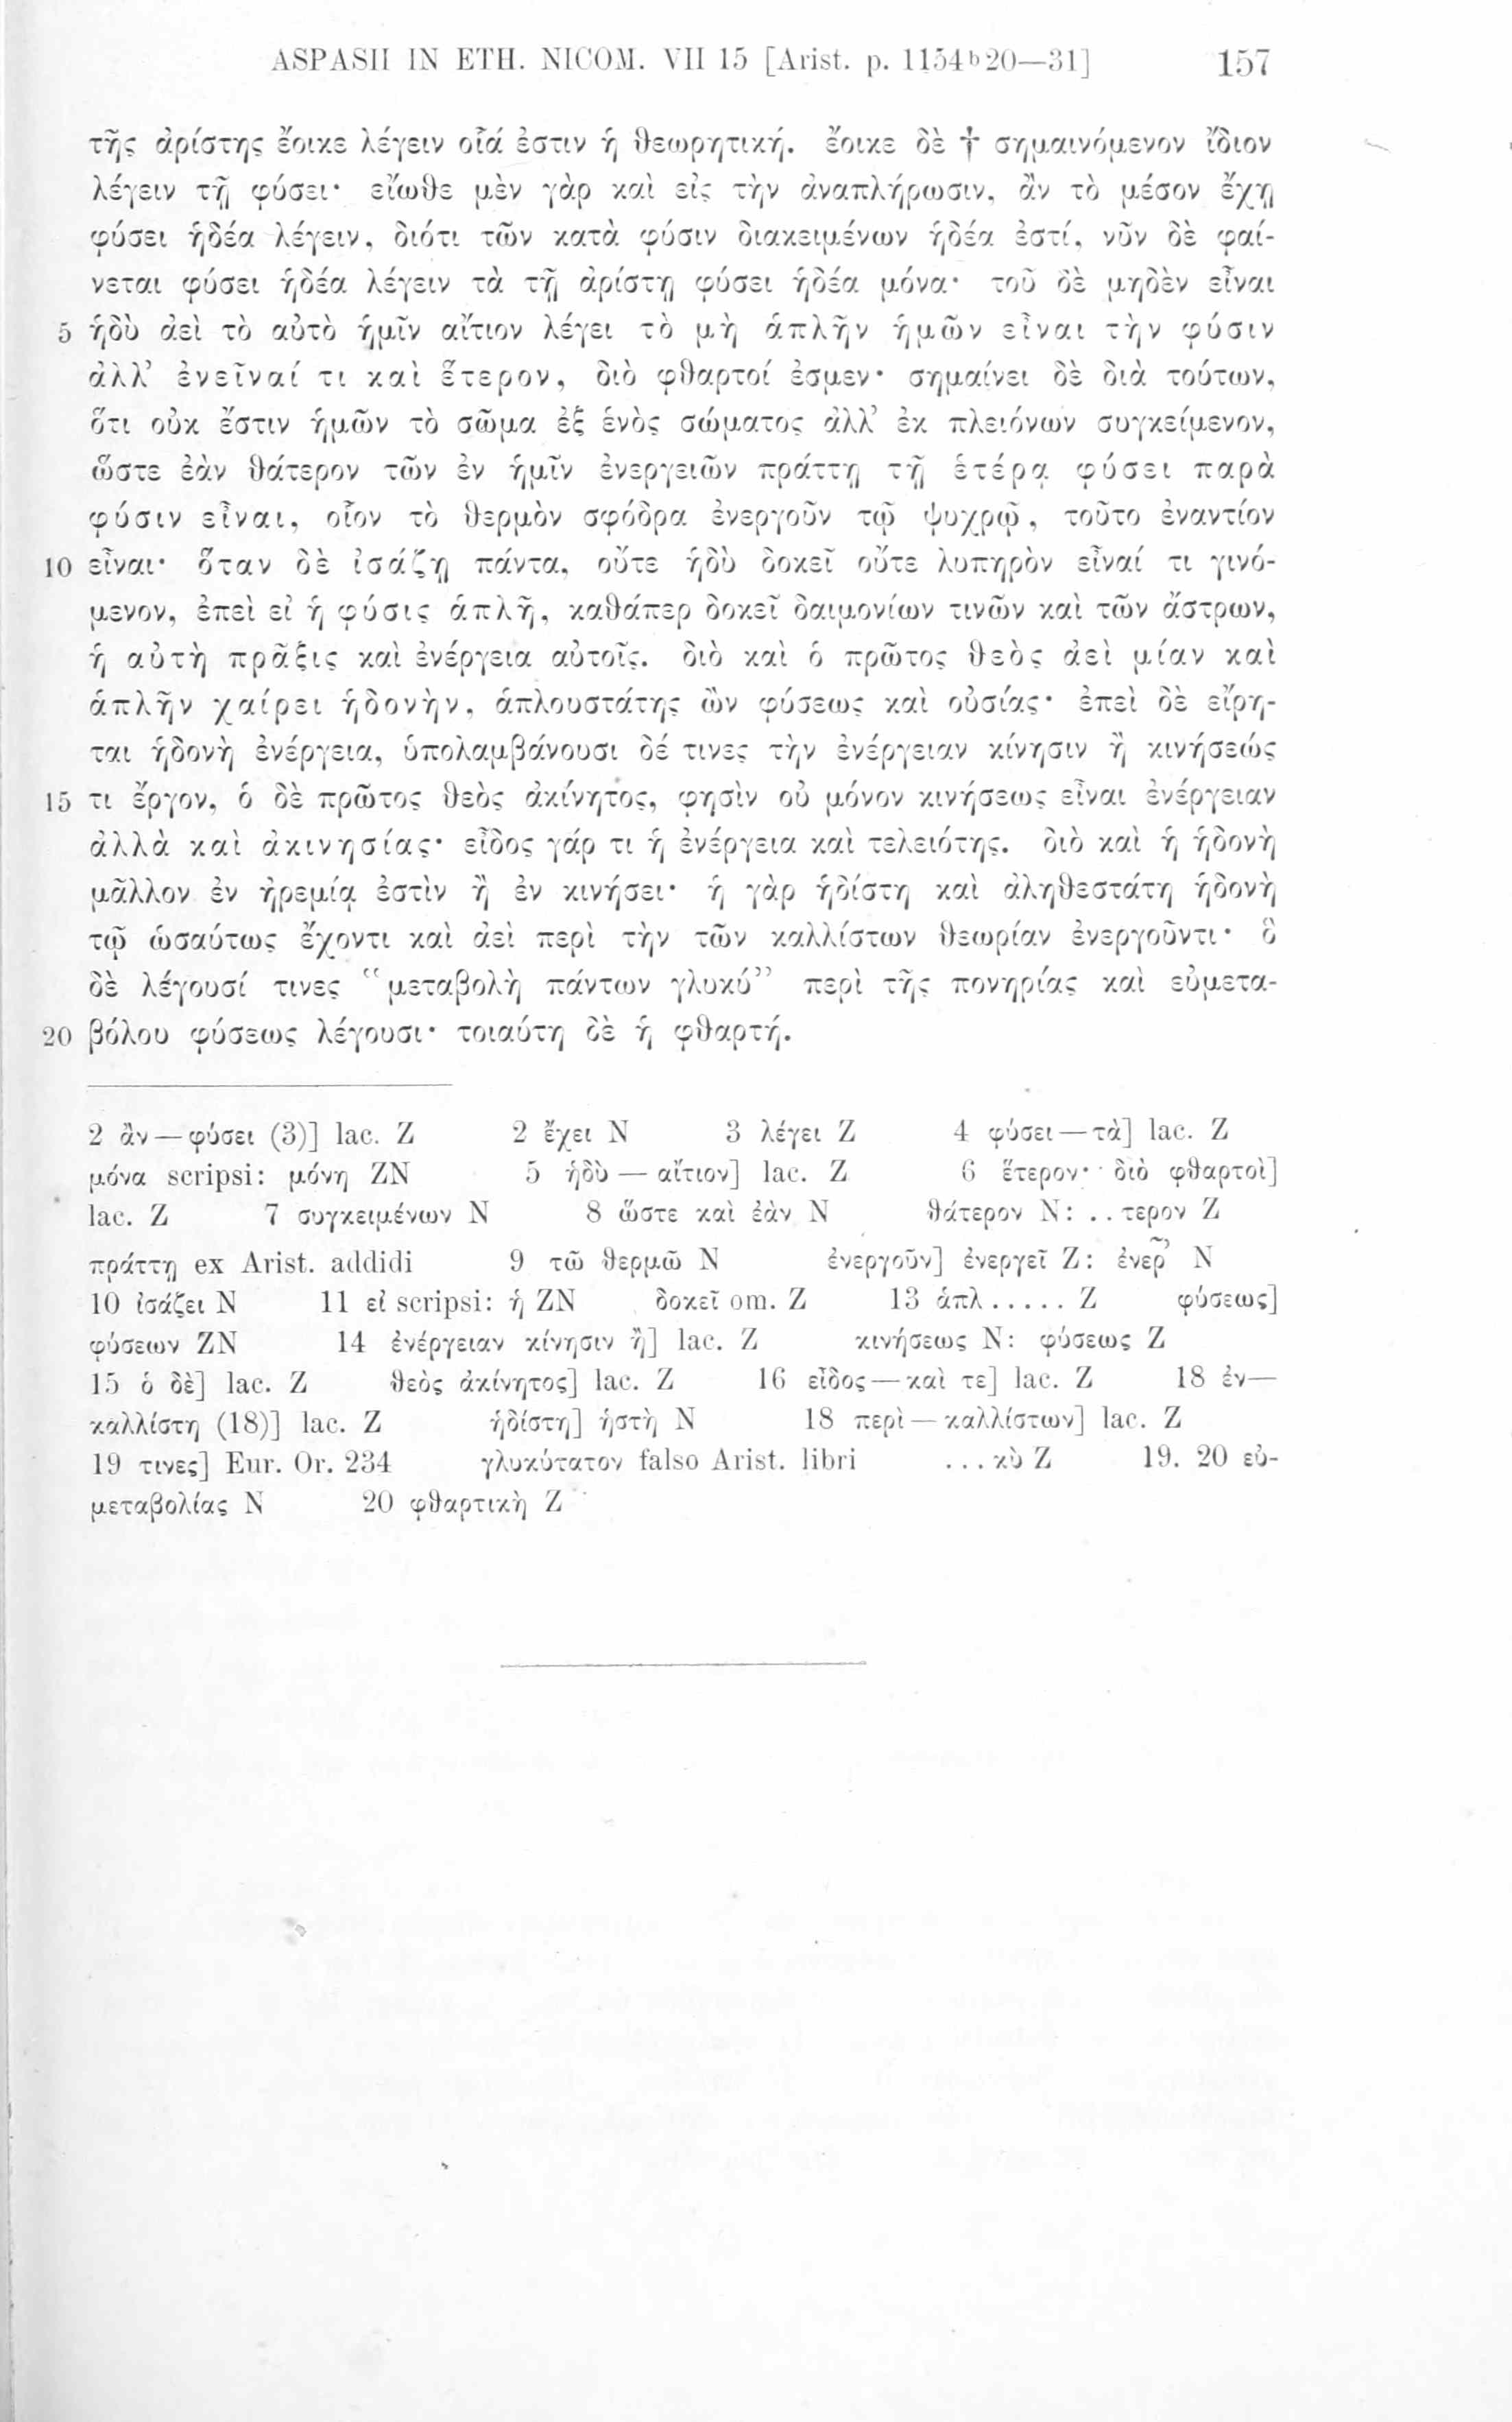 ASPASII IN ETH. NICOM. VII 15 [Arist. p. 1154ᵇ20—31] 157
τῆς ἀρίστης ἔοικε λέγειν οἷά ἐστιν ἡ θεωρητική. ἔοικε δὲ † σημαινόμενον ἴδιον
λέγειν τῇ φύσει· εἴωθε μὲν γὰρ καὶ εἰς τὴν ἀναπλήρωσιν, ἂν τὸ μέσον ἔχῃ
φύσει ἡδέα λέγειν, διότι τῶν κατὰ φύσιν διακειμένων ἡδέα ἐστί, νῦν δὲ φαί-
νεται φύσει ἡδέα λέγειν τὰ τῇ ἀρίστῃ φύσει ἡδέα μόνα· τοῦ δὲ μηδὲν εἶναι
5 ἡδὺ ἀεὶ τὸ αὐτὸ ἡμῖν αἴτιον λέγει τὸ μὴ ἁπλῆν ἡμῶν εἶναι τὴν φύσιν
ἀλλ’ ἐνεῖναί τι καὶ ἕτερον, διὸ φθαρτοί ἐσμεν· σημαίνει δὲ διὰ τούτων,
ὅτι οὐκ ἔστιν ἡμῶν τὸ σῶμα ἐξ ἑνὸς σώματος ἀλλ’ ἐκ πλειόνων συγκείμενον,
ὥστε ἐὰν θάτερον τῶν ἐν ἡμῖν ἐνεργειῶν πράττῃ τῇ ἑτέρᾳ φύσει παρὰ
φύσιν εἶναι, οἷον τὸ θερμὸν σφόδρα ἐνεργοῦν τῷ ψυχρῷ, τοῦτο ἐναντίον
10 εἶναι· ὅταν δὲ ἰσάζῃ πάντα, οὔτε ἡδὺ δοκεῖ οὔτε λυπηρὸν εἶναί τι γινό-
μενον, ἐπεὶ εἰ ἡ φύσις ἁπλῆ, καθάπερ δοκεῖ δαιμονίων τινῶν καὶ τῶν ἄστρων,
ἡ αὐτὴ πρᾶξις καὶ ἐνέργεια αὐτοῖς. διὸ καὶ ὁ πρῶτος θεὸς ἀεὶ μίαν καὶ
ἁπλῆν χαίρει ἡδονὴν, ἁπλουστάτης ὢν φύσεως καὶ οὐσίας· ἐπεὶ δὲ εἴρη-
ται ἡδονὴ ἐνέργεια, ὑπολαμβάνουσι δέ τινες τὴν ἐνέργειαν κίνησιν ἢ κινήσεώς
15 τι ἔργον, ὁ δὲ πρῶτος θεὸς ἀκίνητος, φησὶν οὐ μόνον κινήσεως εἶναι ἐνέργειαν
ἀλλὰ καὶ ἀκινησίας· εἶδος γάρ τι ἡ ἐνέργεια καὶ τελειότης. διὸ καὶ ἡ ἡδονὴ
μᾶλλον ἐν ἠρεμίᾳ ἐστὶν ἢ ἐν κινήσει· ἡ γὰρ ἡδίστη καὶ ἀληθεστάτη ἡδονὴ
τῷ ὡσαύτως ἔχοντι καὶ ἀεὶ περὶ τὴν τῶν καλλίστων θεωρίαν ἐνεργοῦντι· ὃ
δὲ λέγουσί τινες “μεταβολὴ πάντων γλυκύ” περὶ τῆς πονηρίας καὶ εὐμετα-
20 βόλου φύσεως λέγουσι· τοιαύτη δὲ ἡ φθαρτή.
2 ἂν—φύσει (3)] lac. Z 2 ἔχει N 3 λέγει Z 4 φύσει—τὰ] lac. Z
μόνα scripsi: μόνη ZN 5 ἡδὺ — αἴτιον] lac. Z 6 ἕτερον· διὸ φθαρτοὶ]
lac. Z 7 συγκειμένων N 8 ὥστε καὶ ἐὰν N θάτερον N: . . τερον Z
πράττῃ ex Arist. addidi 9 τῶ θερμῶ N ἐνεργοῦν] ἐνεργεῖ Z: ἐνερ͂’ N
10 ἰσάζει N 11 εἰ scripsi: ἡ ZN δοκεῖ om. Z 13 ἁπλ ..... Z φύσεως]
φύσεων ZN 14 ἐνέργειαν κίνησιν ἢ] lac. Z κινήσεως N: φύσεως Z
15 ὁ δὲ] lac. Z θεὸς ἀκίνητος] lac. Z 16 εἶδος—καὶ τε] lac. Z 18 ἐν—
καλλίστη (18)] lac. Z ἡδίστη] ἡστὴ N 18 περὶ—καλλίστων] lac. Z
19 τινες] Eur. Or. 234 γλυκύτατον falso Arist. libri ...κὺ Z 19. 20 εὐ-
μεταβολίας N 20 φθαρτικὴ Z